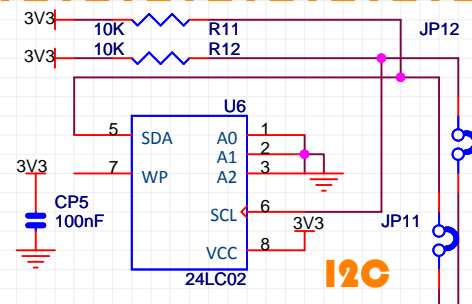 3V3
10K R11
JP12
10K R12
3V3
U6
5 SDA A0 1
A1 2
3V3 7 WP A2 3
CP5
100nF
SCL 6
3V3
JP11
VCC 8
24LC02
I2C